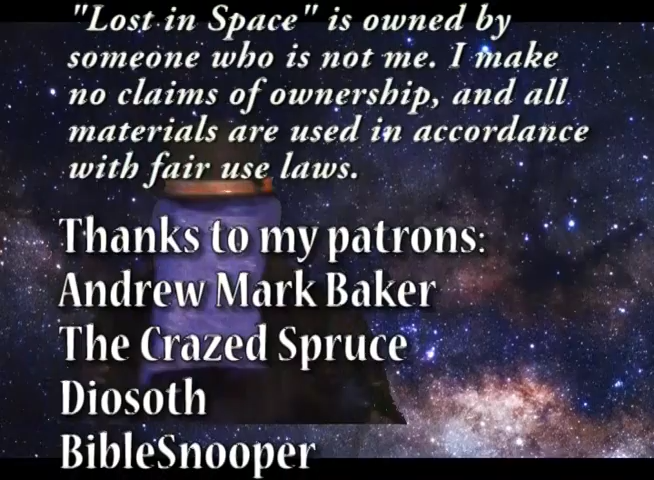 "Lost in Space" is owned by
someone who is not me. I make
no claims of ownership, and all
materials are used in accordance
with fair use laws.
Thanks to my patrons:
Andrew Mark Baker
The Crazed Spruce
Diosoth
BibleSnooper